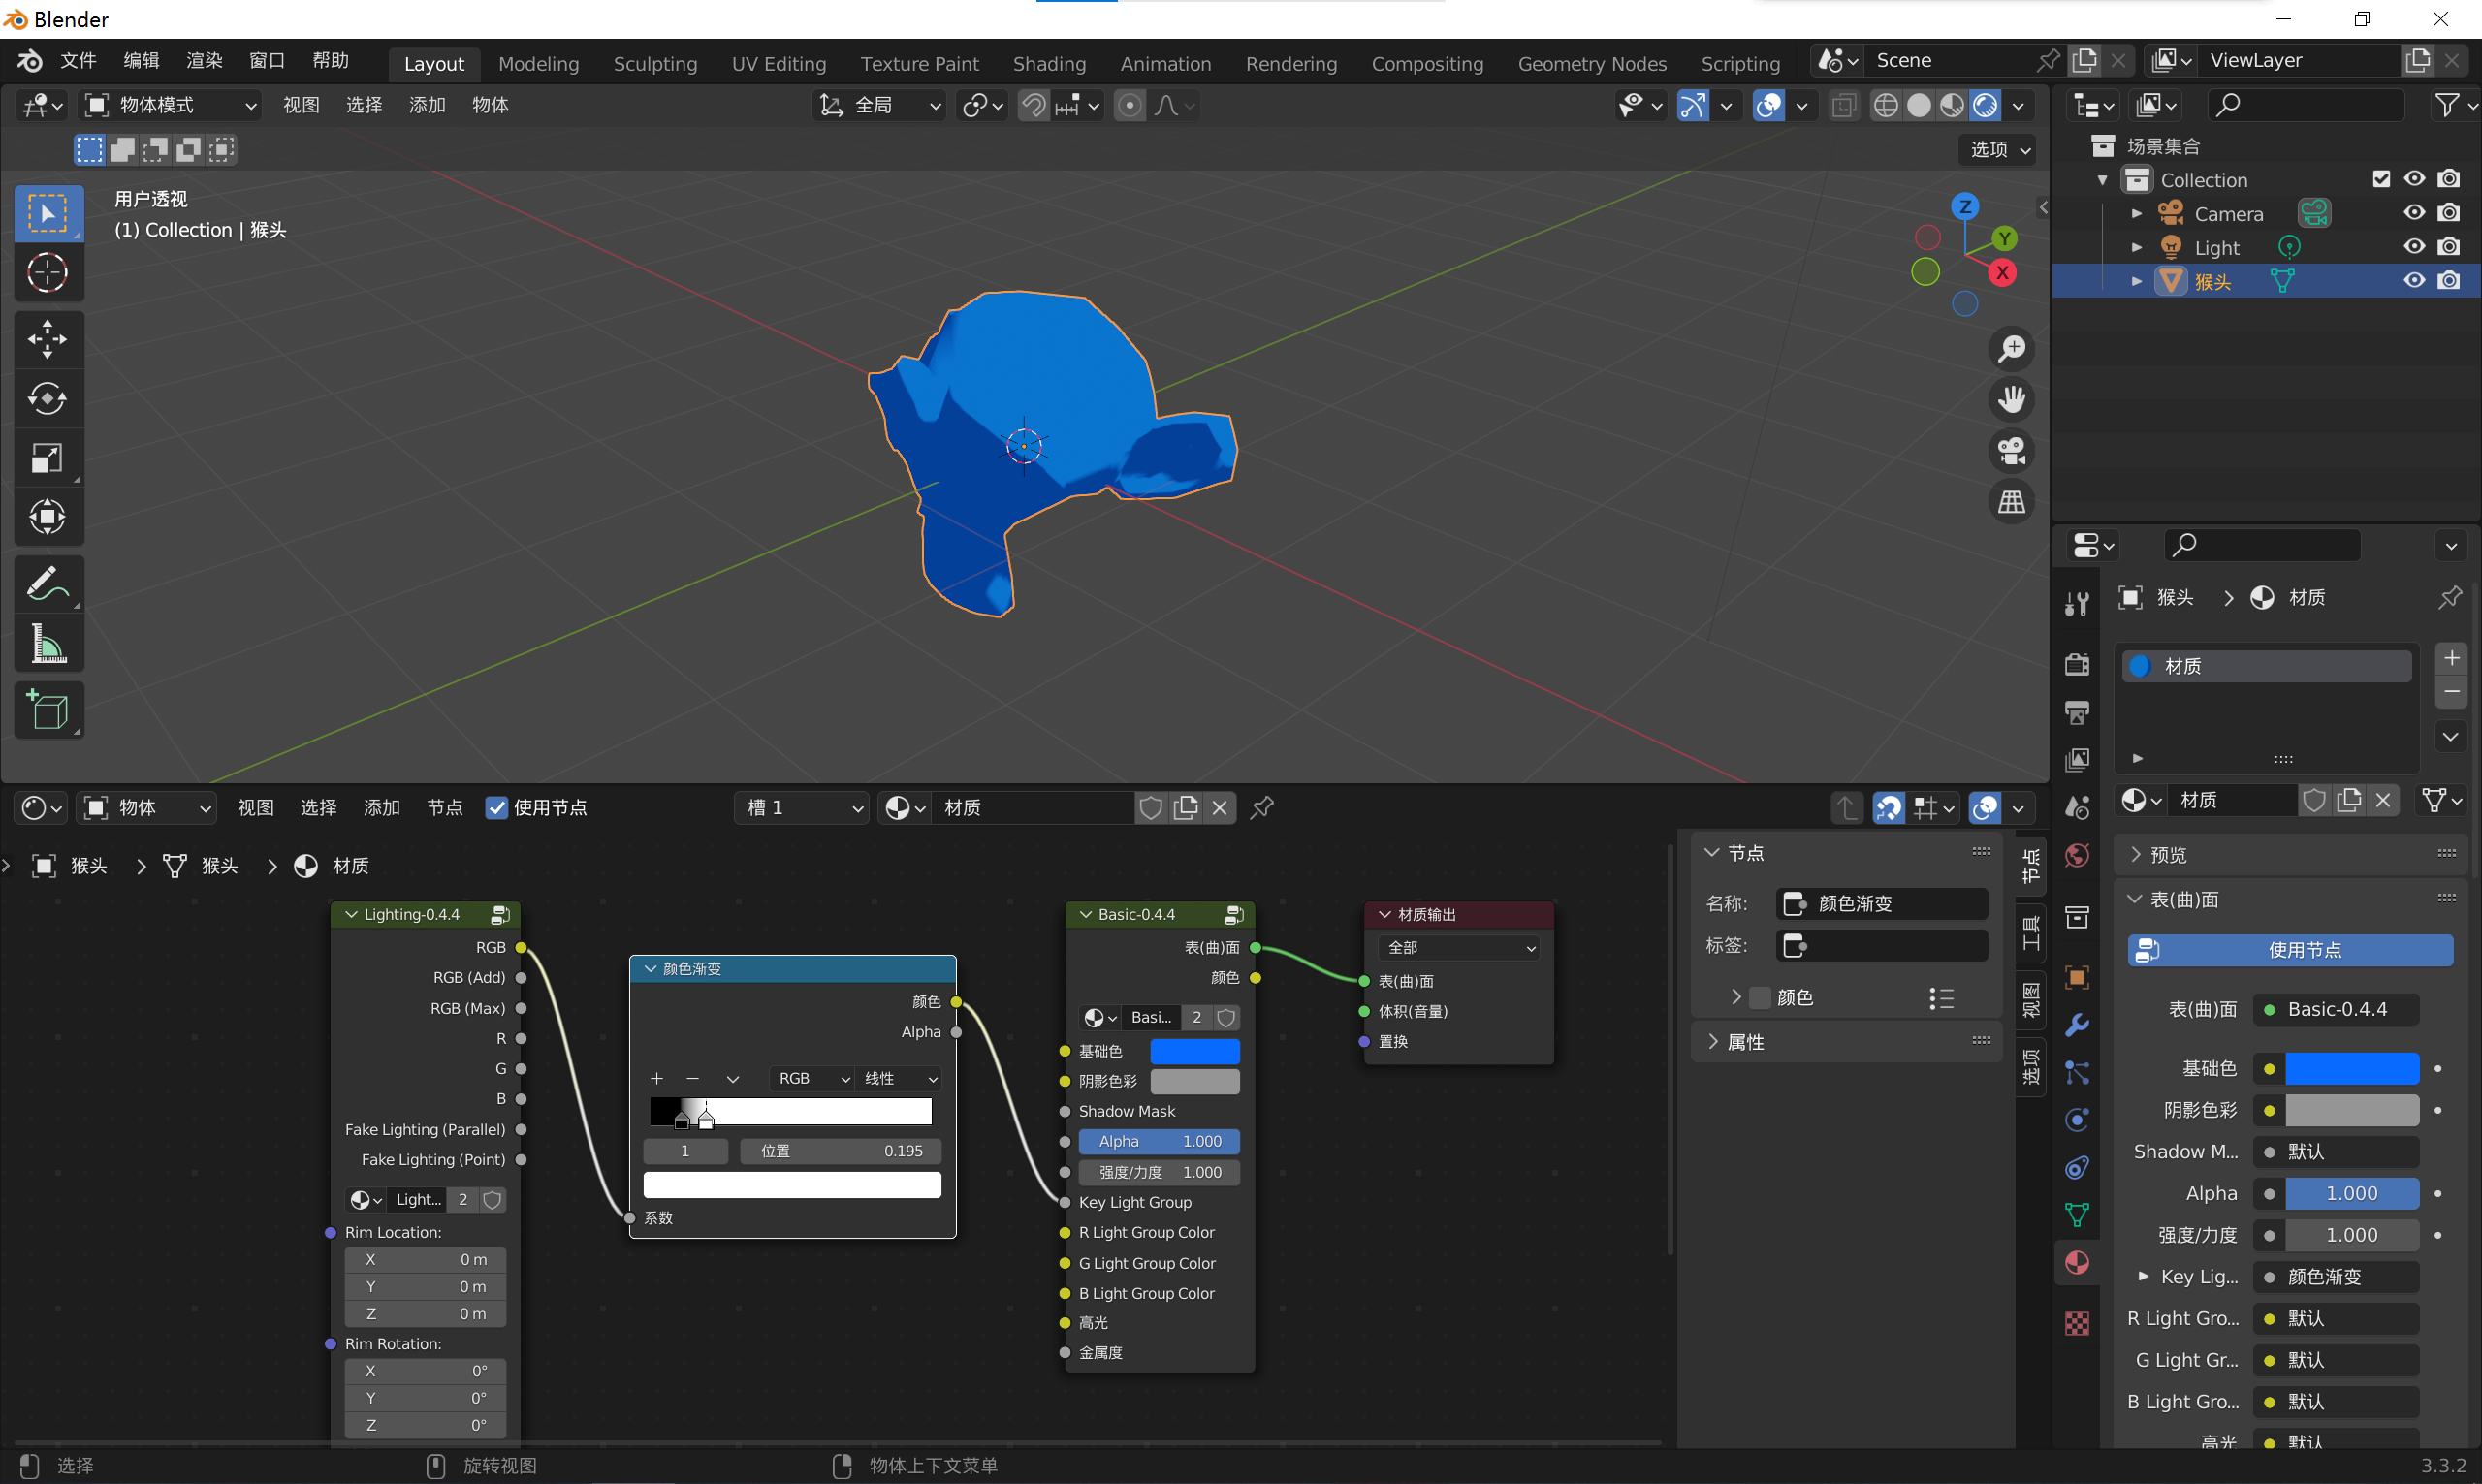 Blender
文件 编辑 渲染 窗口 帮助 Layout Modeling Sculpting UV Editing Texture Paint Shading Animation Rendering Compositing Geometry Nodes Scripting Scene ViewLayer
物体模式 视图 选择 添加 物体 全局
选项
用户透视
(1) Collection | 猴头
Z
Y
X
场景集合
Collection
Camera
Light
猴头
猴头 材质
材质
材质
预览
表(曲)面
使用节点
表(曲)面 Basic-0.4.4
基础色
阴影色彩
Shadow M... 默认
Alpha 1.000
强度/力度 1.000
Key Lig... 颜色渐变
R Light Gro... 默认
G Light Gr... 默认
B Light Gro... 默认
高光 默认
物体 视图 选择 添加 节点 使用节点 槽 1 材质
猴头 猴头 材质
Lighting-0.4.4
RGB
RGB (Add)
RGB (Max)
R
G
B
Fake Lighting (Parallel)
Fake Lighting (Point)
Light... 2
Rim Location:
X 0 m
Y 0 m
Z 0 m
Rim Rotation:
X 0°
Y 0°
Z 0°
颜色渐变
颜色
Alpha
RGB 线性
1 位置 0.195
系数
Basic-0.4.4
表(曲)面
颜色
Basi... 2
基础色
阴影色彩
Shadow Mask
Alpha 1.000
强度/力度 1.000
Key Light Group
R Light Group Color
G Light Group Color
B Light Group Color
高光
金属度
材质输出
全部
表(曲)面
体积(音量)
置换
节点
名称: 颜色渐变
标签:
颜色
属性
节点
工具
视图
选项
选择 旋转视图 物体上下文菜单 3.3.2